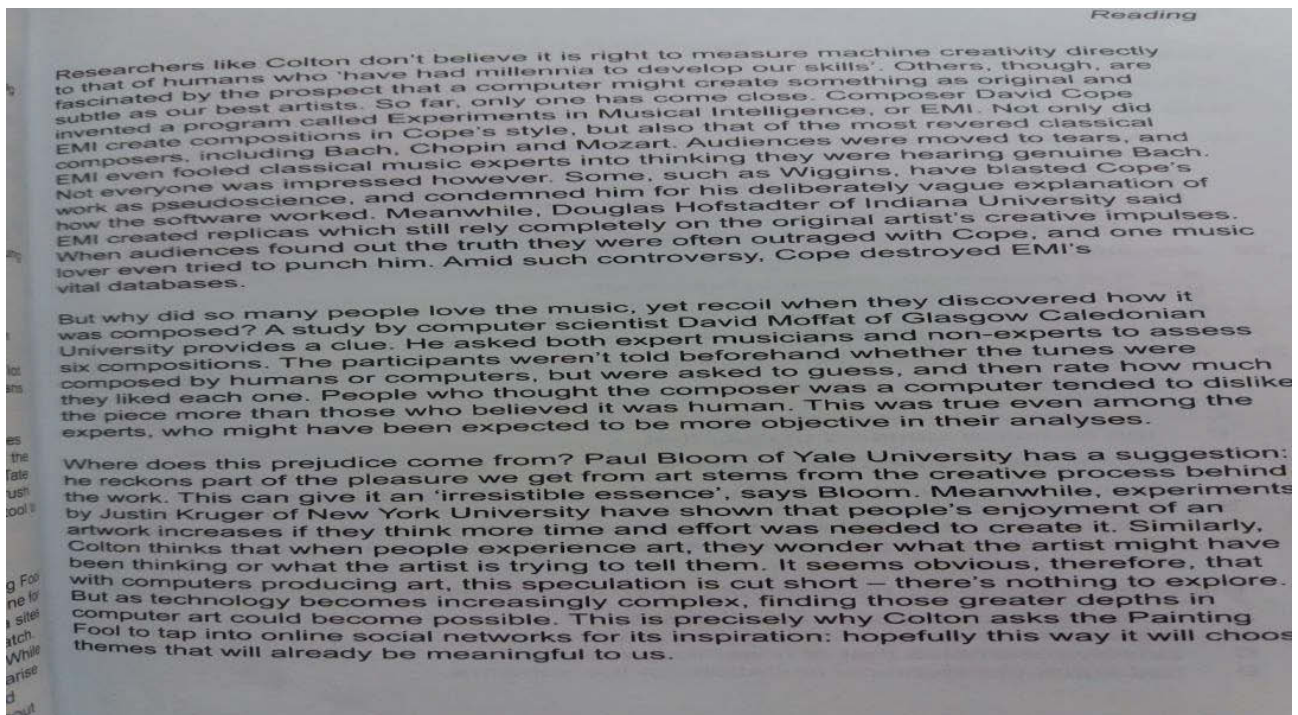 Reading
Researchers like Colton don't believe it is right to measure machine creativity directly
to that of humans who 'have had millennia to develop our skills'. Others, though, are
fascinated by the prospect that a computer might create something as original and
subtle as our best artists. So far, only one has come close. Composer David Cope
invented a program called Experiments in Musical Intelligence, or EMI. Not only did
EMI create compositions in Cope's style, but also that of the most revered classical
composers, including Bach, Chopin and Mozart. Audiences were moved to tears, and
EMI even fooled classical music experts into thinking they were hearing genuine Bach.
Not everyone was impressed however. Some, such as Wiggins, have blasted Cope's
work as pseudoscience, and condemned him for his deliberately vague explanation of
how the software worked. Meanwhile, Douglas Hofstadter of Indiana University said
EMI created replicas which still rely completely on the original artist's creative impulses.
When audiences found out the truth they were often outraged with Cope, and one music
lover even tried to punch him. Amid such controversy, Cope destroyed EMI's
vital databases.
But why did so many people love the music, yet recoil when they discovered how it
was composed? A study by computer scientist David Moffat of Glasgow Caledonian
University provides a clue. He asked both expert musicians and non-experts to assess
six compositions. The participants weren't told beforehand whether the tunes were
composed by humans or computers, but were asked to guess, and then rate how much
they liked each one. People who thought the composer was a computer tended to dislike
the piece more than those who believed it was human. This was true even among the
experts, who might have been expected to be more objective in their analyses.
Where does this prejudice come from? Paul Bloom of Yale University has a suggestion:
he reckons part of the pleasure we get from art stems from the creative process behind
the work. This can give it an 'irresistible essence', says Bloom. Meanwhile, experiments
by Justin Kruger of New York University have shown that people's enjoyment of an
artwork increases if they think more time and effort was needed to create it. Similarly,
Colton thinks that when people experience art, they wonder what the artist might have
been thinking or what the artist is trying to tell them. It seems obvious, therefore, that
with computers producing art, this speculation is cut short – there's nothing to explore.
But as technology becomes increasingly complex, finding those greater depths in
computer art could become possible. This is precisely why Colton asks the Painting
Fool to tap into online social networks for its inspiration: hopefully this way it will choos
themes that will already be meaningful to us.